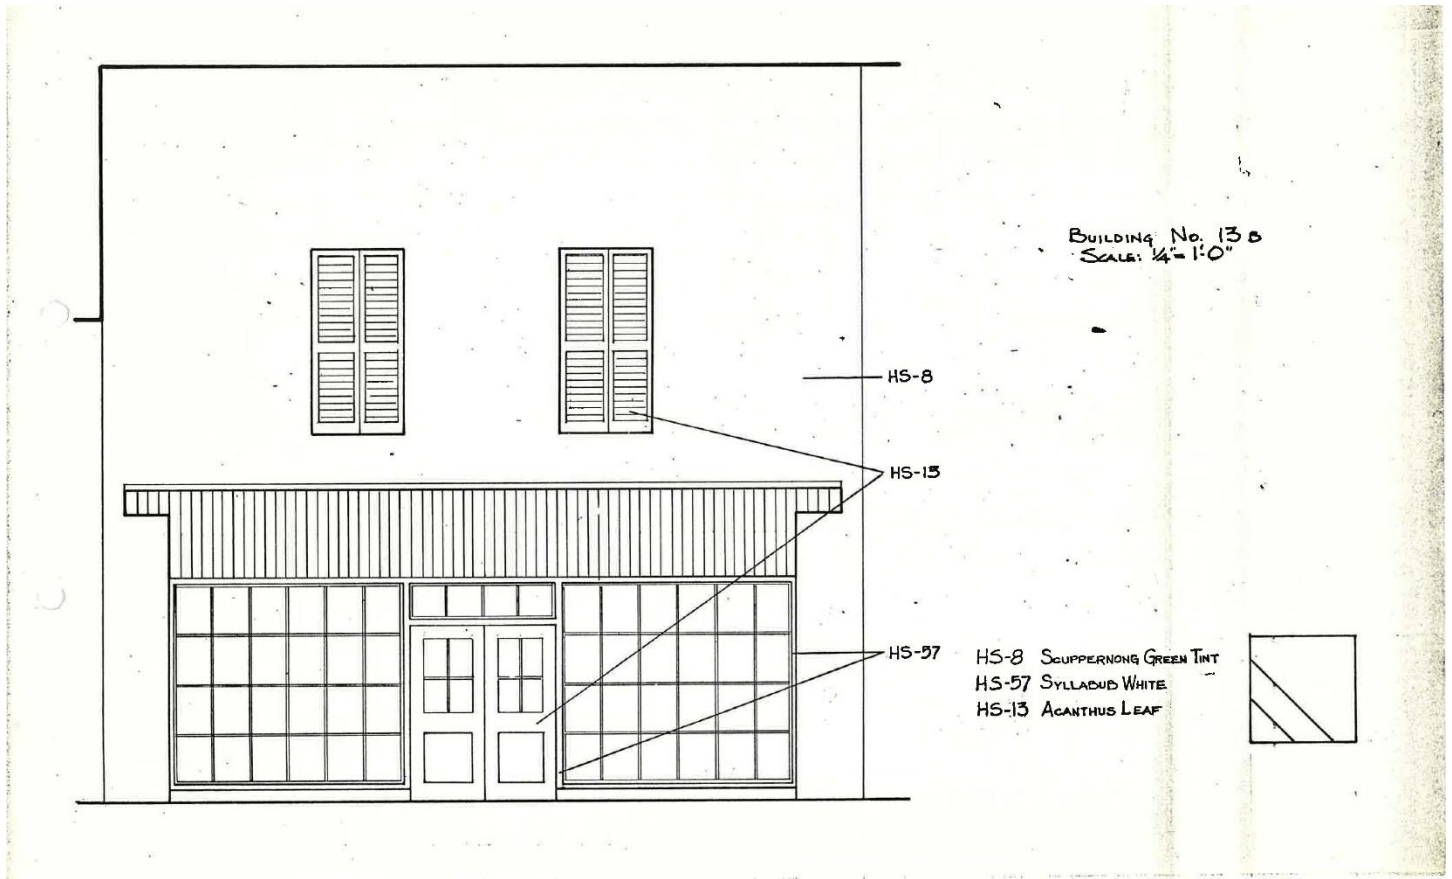 BUILDING No. 13 B
SCALE: 1/4"=1'-0"
HS-8
HS-13
HS-57
HS-8 SCUPPERNONG GREEN TINT
HS-57 SYLLABUB WHITE
HS-13 ACANTHUS LEAF